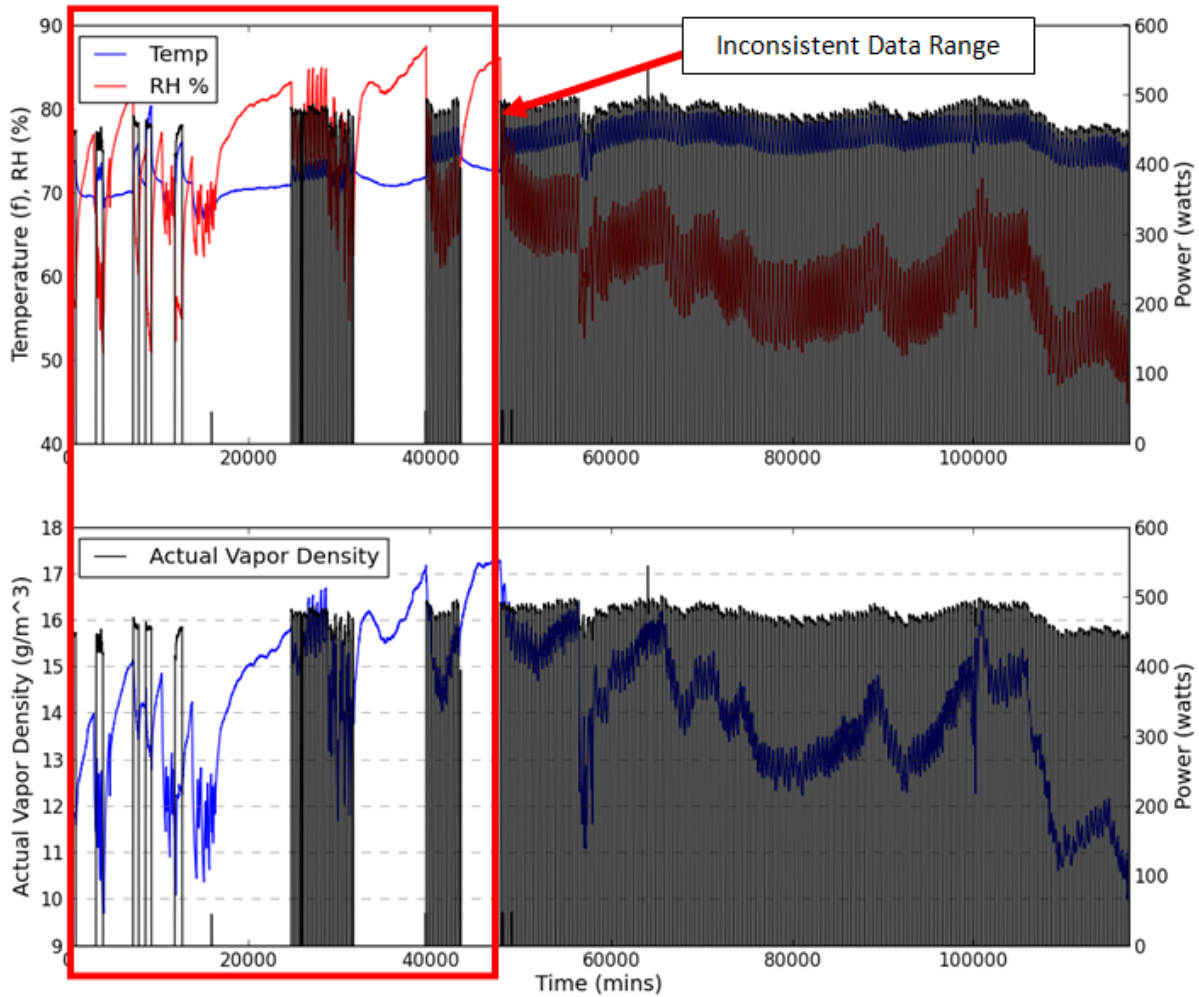 90
80
70
60
50
40
Temperature (f), RH (%)
Temp
RH %
Inconsistent Data Range
600
500
400
300
200
100
0
Power (watts)
0 20000 40000 60000 80000 100000
18
17
16
15
14
13
12
11
10
9
Actual Vapor Density (g/m^3)
Actual Vapor Density
600
500
400
300
200
100
0
Power (watts)
0 20000 40000 60000 80000 100000
Time (mins)